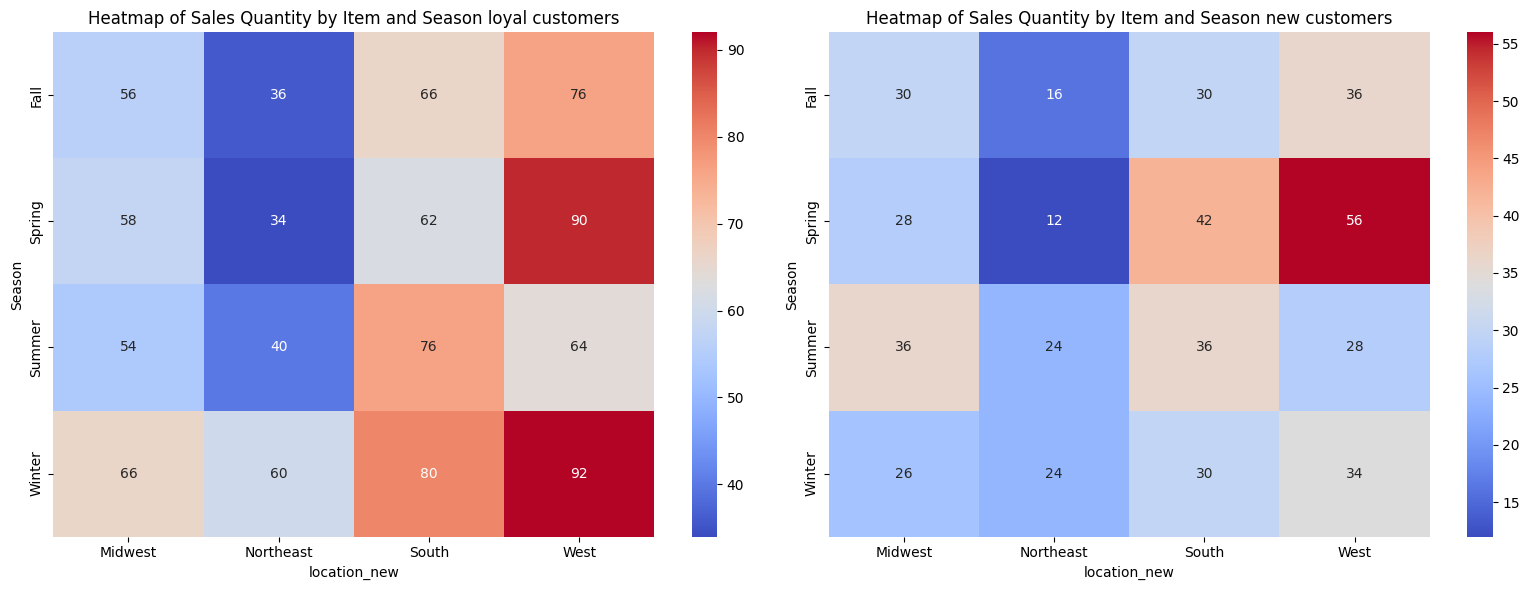 Heatmap of Sales Quantity by Item and Season loyal customers
Season
Fall
56 36 66 76
Spring
58 34 62 90
Summer
54 40 76 64
Winter
66 60 80 92
Midwest Northeast South West
location_new
90
80
70
60
50
40
Heatmap of Sales Quantity by Item and Season new customers
Season
Fall
30 16 30 36
Spring
28 12 42 56
Summer
36 24 36 28
Winter
26 24 30 34
Midwest Northeast South West
location_new
55
50
45
40
35
30
25
20
15